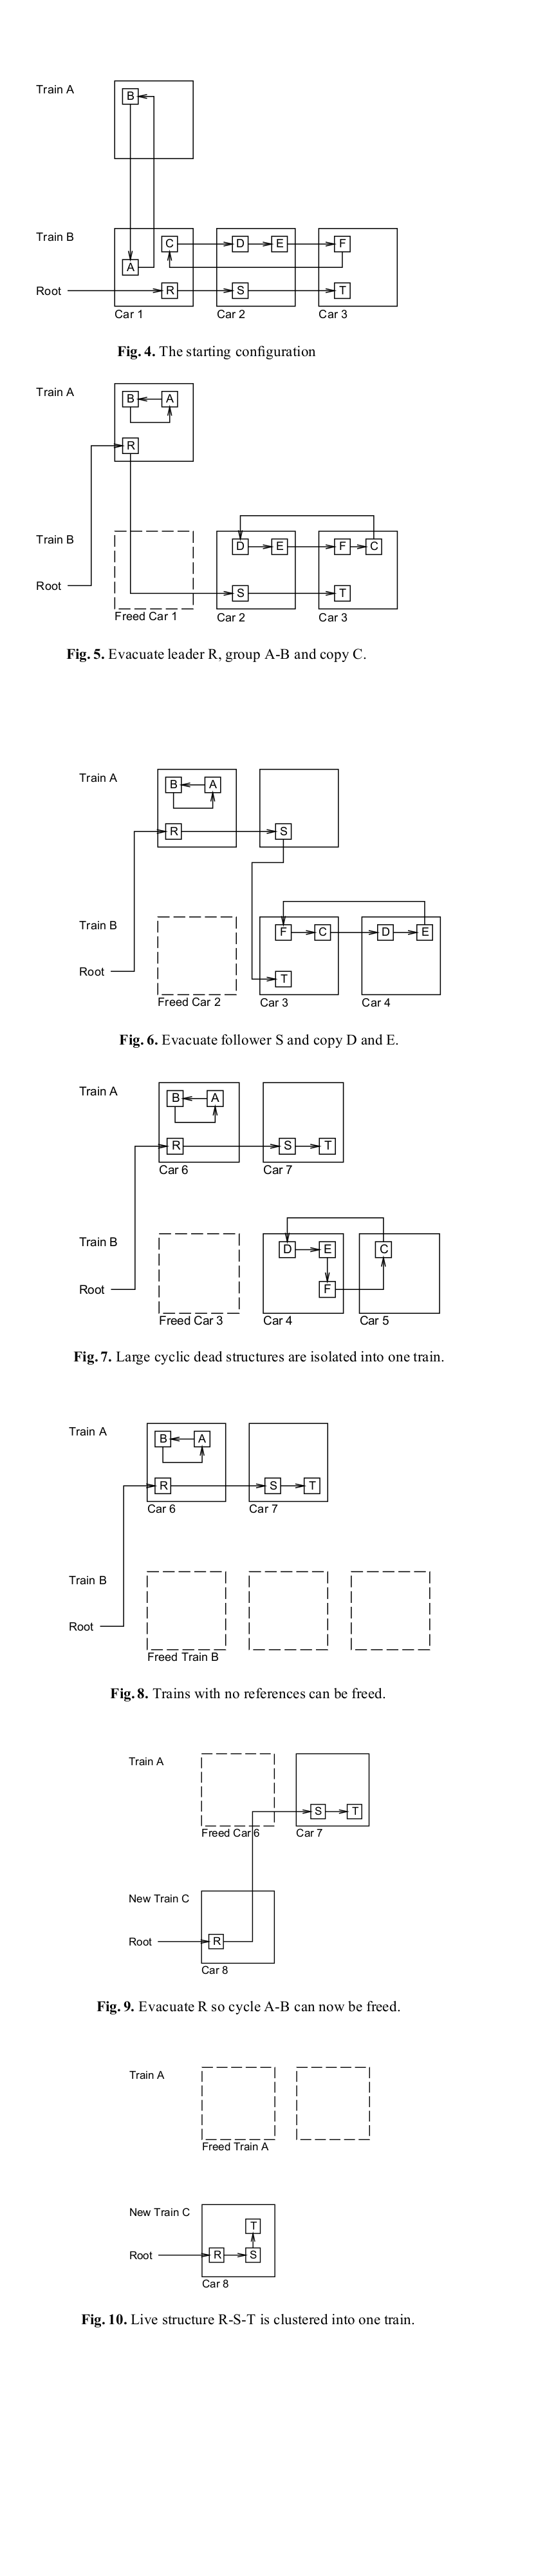 Train A
B
Train B
C D E F
A
Root R S T
Car 1 Car 2 Car 3
Fig. 4. The starting configuration
Train A
B A
R
Train B
D E F C
Root
S T
Freed Car 1 Car 2 Car 3
Fig. 5. Evacuate leader R, group A-B and copy C.
Train A
B A
R S
Train B
F C D E
Root
T
Freed Car 2 Car 3 Car 4
Fig. 6. Evacuate follower S and copy D and E.
Train A
B A
R S T
Car 6 Car 7
Train B
D E C
Root
F
Freed Car 3 Car 4 Car 5
Fig. 7. Large cyclic dead structures are isolated into one train.
Train A
B A
R S T
Car 6 Car 7
Train B
Root
Freed Train B
Fig. 8. Trains with no references can be freed.
Train A
S T
Freed Car 6 Car 7
New Train C
Root R
Car 8
Fig. 9. Evacuate R so cycle A-B can now be freed.
Train A
Freed Train A
New Train C
T
Root R S
Car 8
Fig. 10. Live structure R-S-T is clustered into one train.